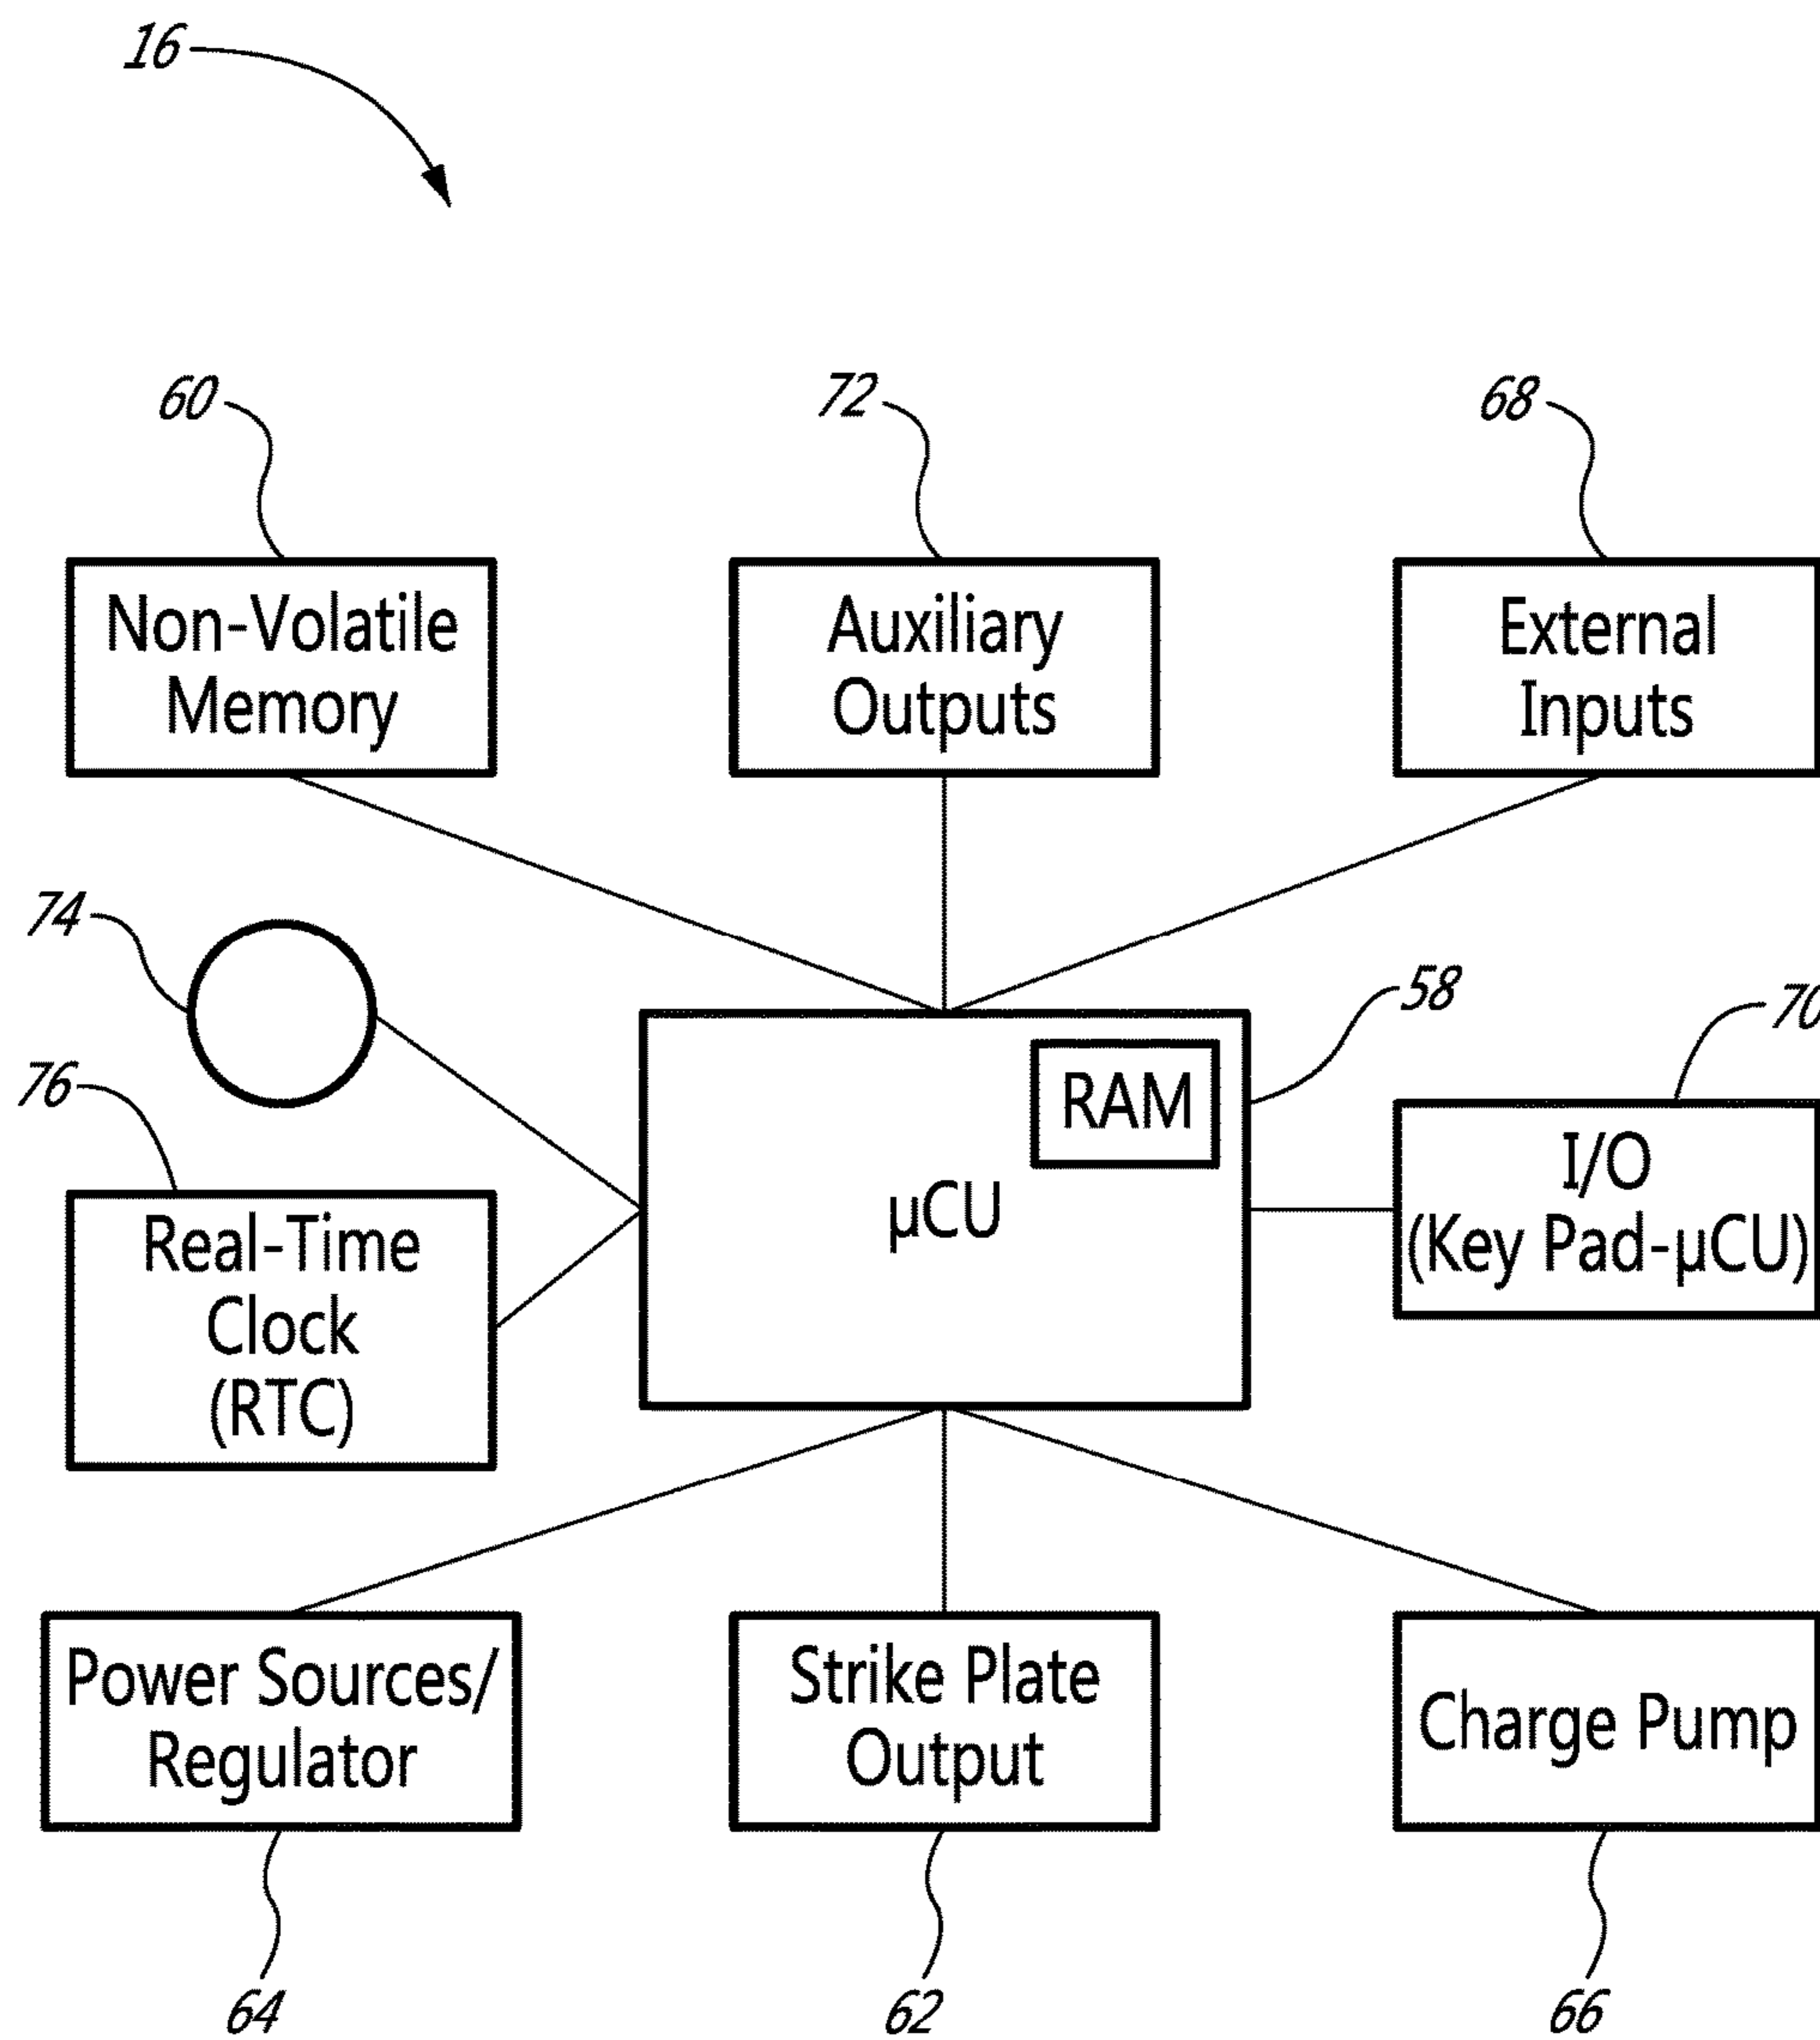 16
60
72
68
Non-Volatile
Memory
Auxiliary
Outputs
External
Inputs
74
58
70
76
RAM
μCU
I/O
(Key Pad-μCU)
Real-Time
Clock
(RTC)
Power Sources/
Regulator
Strike Plate
Output
Charge Pump
64
62
66